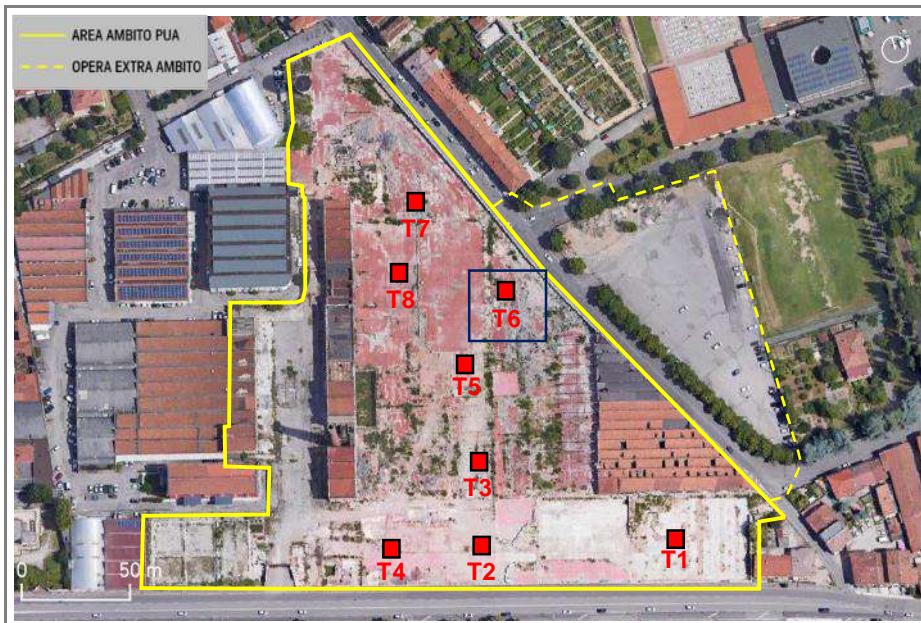 AREA AMBITO PUA
OPERA EXTRA AMBITO
T7
T8
T6
T5
T3
T4
T2
T1
0
50 m